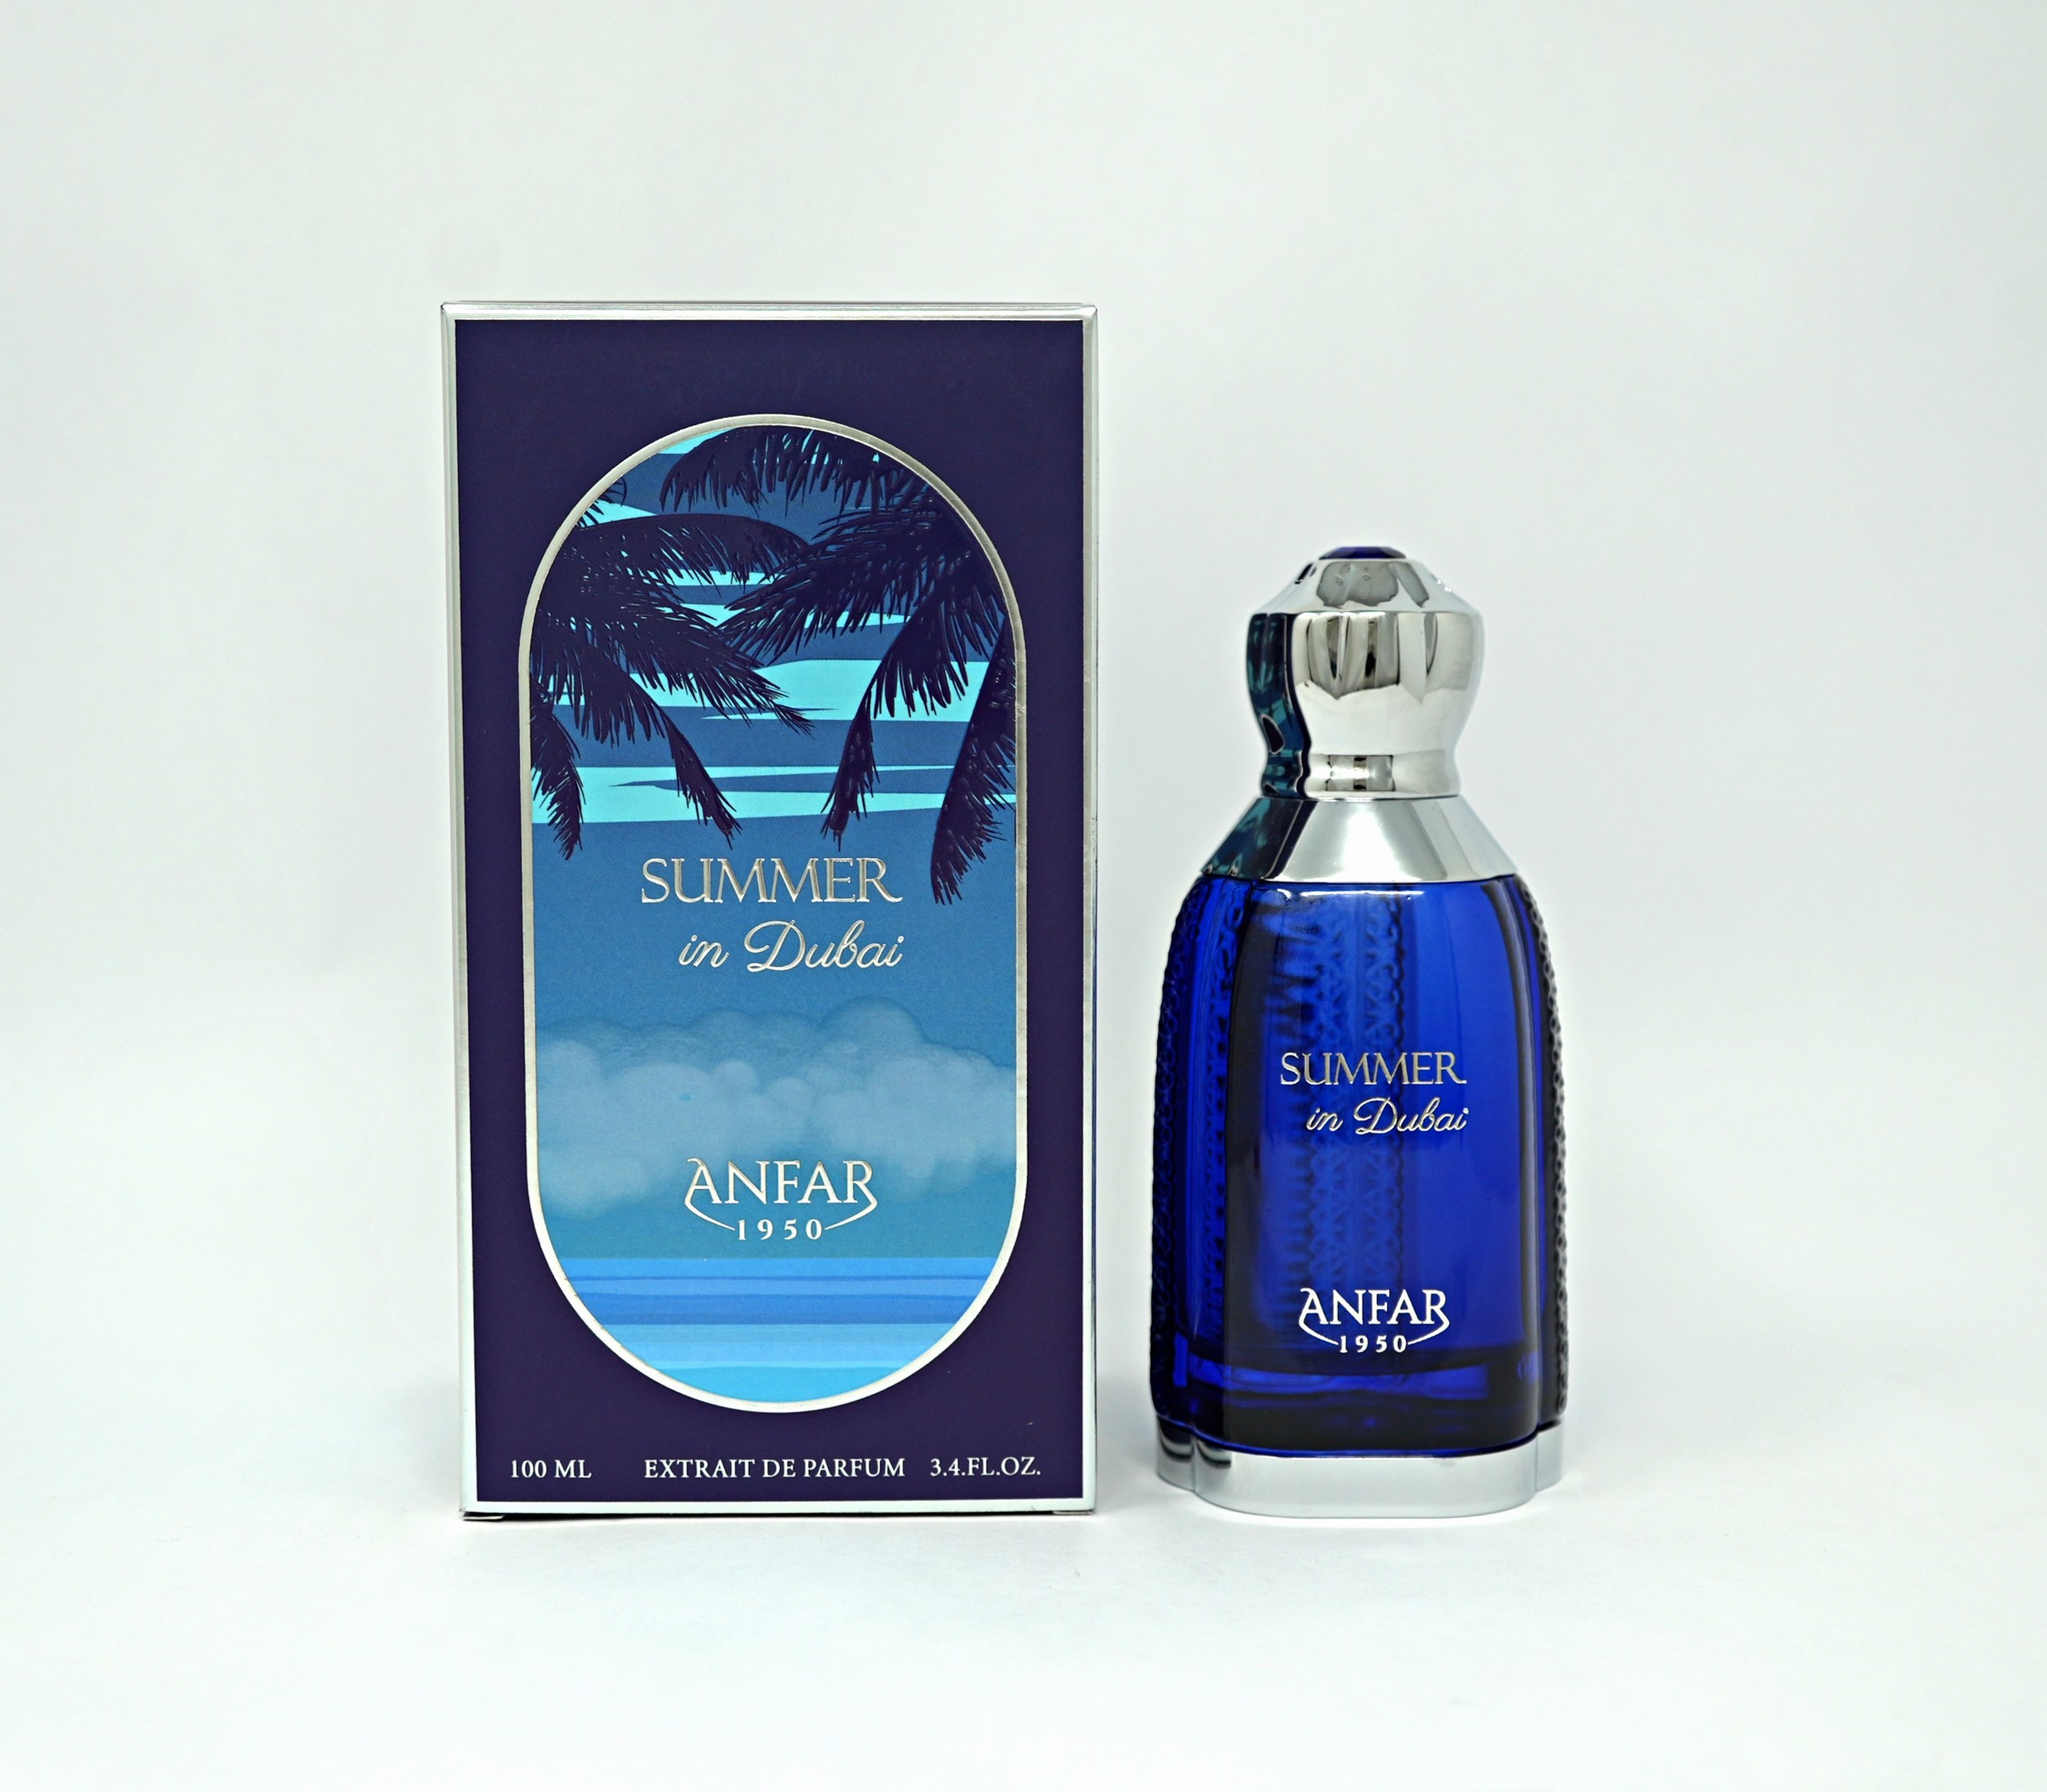 SUMMER
in Dubai
ANFAR
1950
100 ML EXTRAIT DE PARFUM 3.4.FL.OZ.
SUMMER
in Dubai
ANFAR
1950